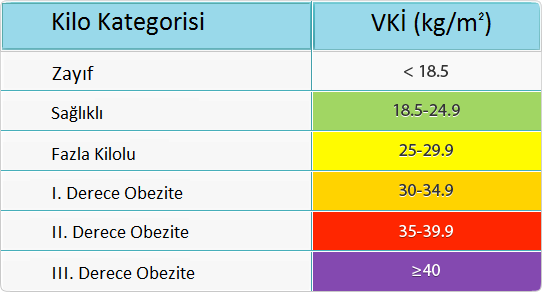 Kilo Kategorisi VKİ (kg/m²)
Zayıf < 18.5
Sağlıklı 18.5-24.9
Fazla Kilolu 25-29.9
I. Derece Obezite 30-34.9
II. Derece Obezite 35-39.9
III. Derece Obezite ≥40